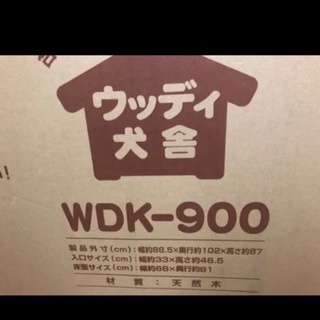 ウッディ
犬舎
WDK-900
製品外寸(cm):幅約88.5×奥行約102×高さ約87
入口サイズ(cm):幅約33×高さ約46.5
床面サイズ(cm):幅約68×奥行約81
材質:天然木